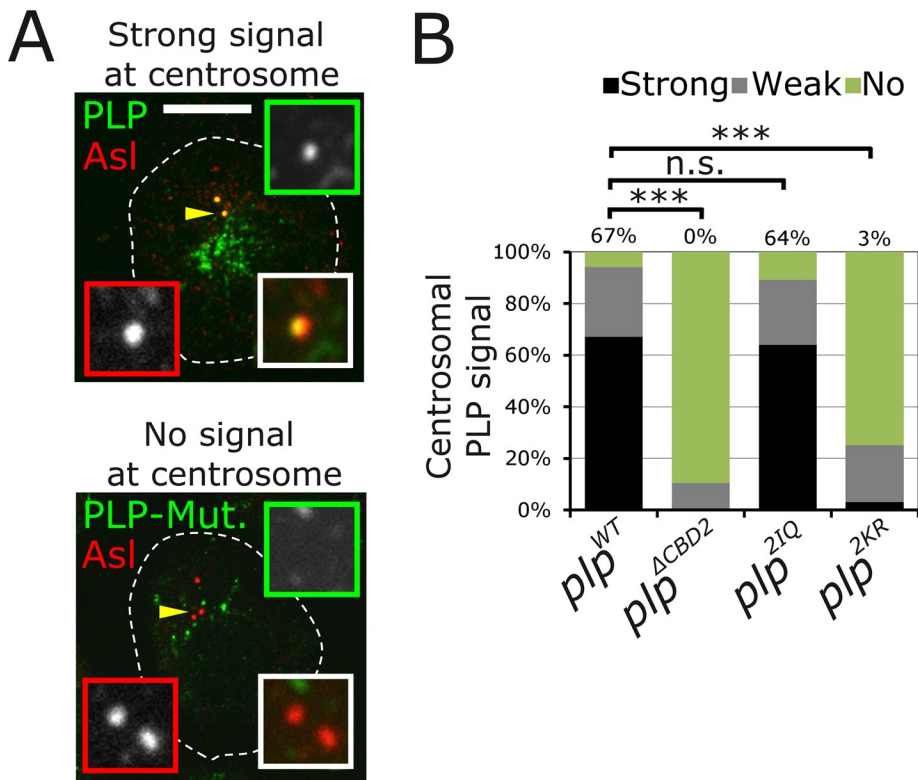 A
Strong signal
at centrosome
PLP
Asl
No signal
at centrosome
PLP-Mut.
Asl
B
Strong Weak No
***
n.s.
***
67% 0% 64% 3%
100%
80%
60%
40%
20%
0%
Centrosomal
PLP signal
plp^WT
plp^ΔCBD2
plp^2IQ
plp^2KR